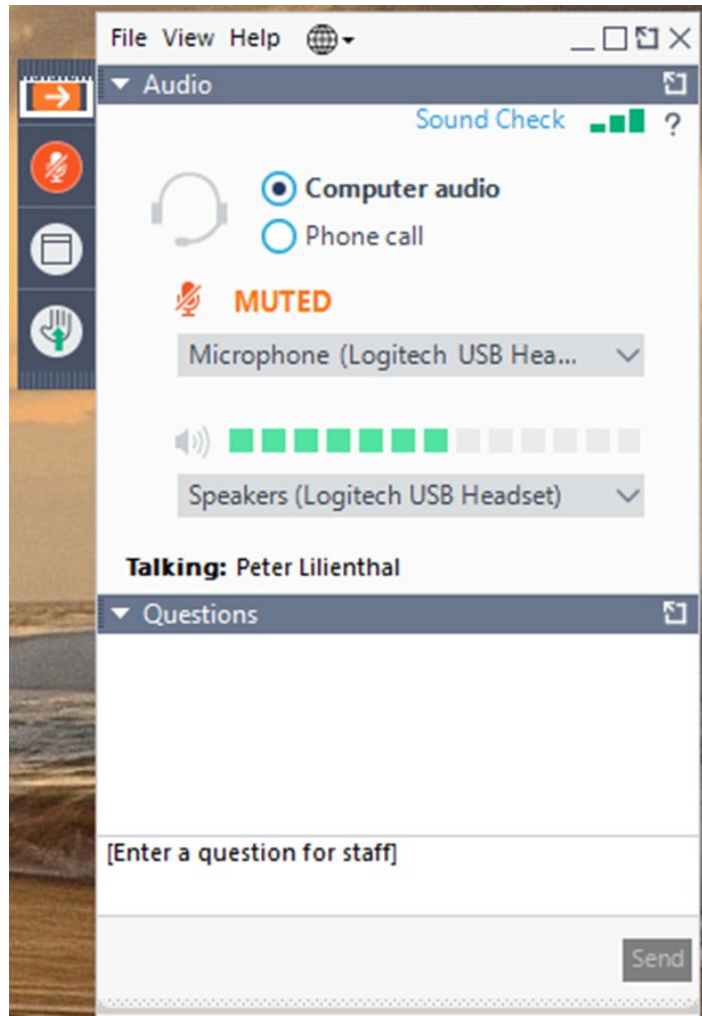 File View Help
Audio
Sound Check ?
Computer audio
Phone call
MUTED
Microphone (Logitech USB Hea...
Speakers (Logitech USB Headset)
Talking: Peter Lilienthal
Questions
[Enter a question for staff]
Send